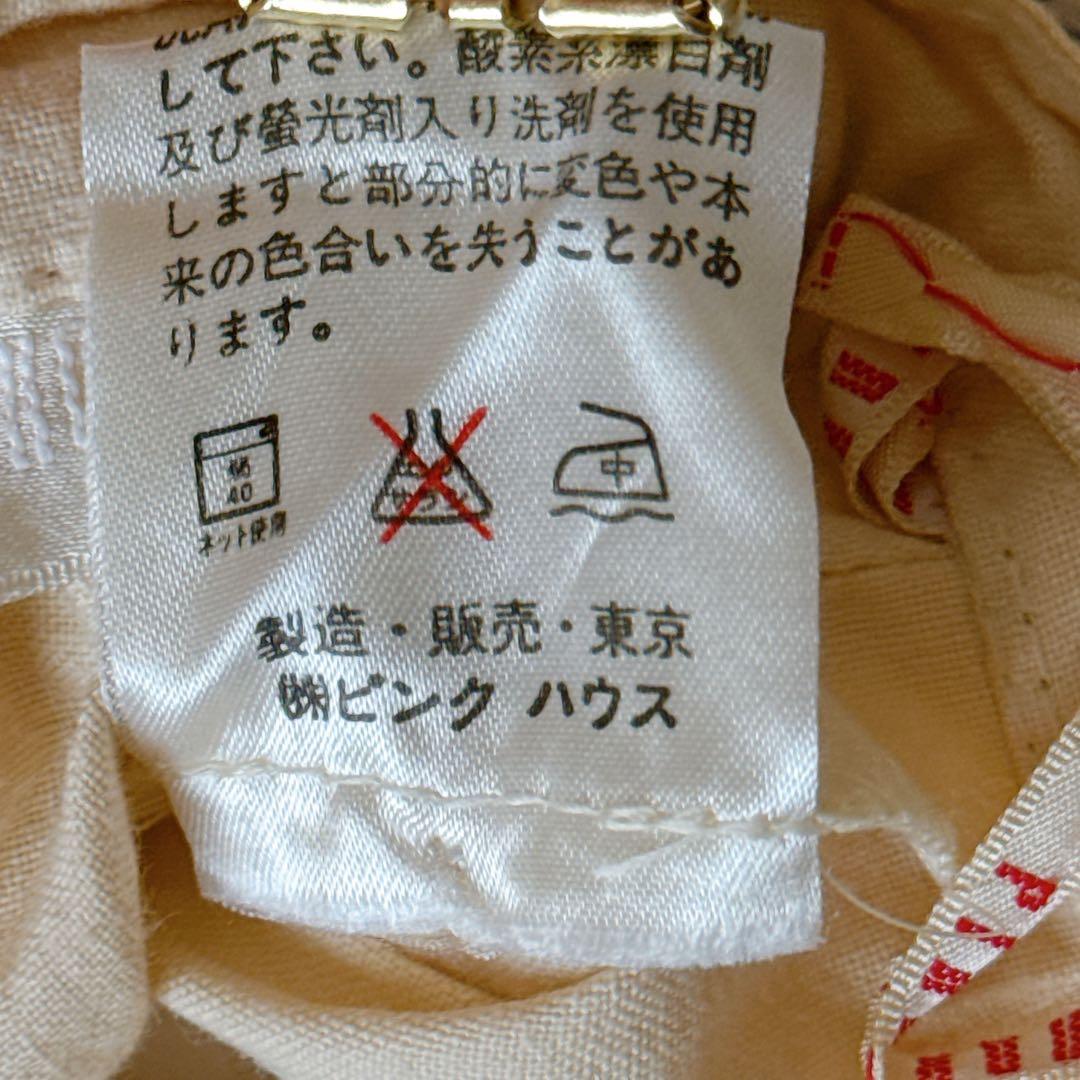 して下さい。酸素系漂白剤
及び螢光剤入り洗剤を使用
しますと部分的に変色や本
来の色合いを失うことがあ
ります。
弱
40
ネット使用
中
製造・販売・東京
㈱ピンク ハウス